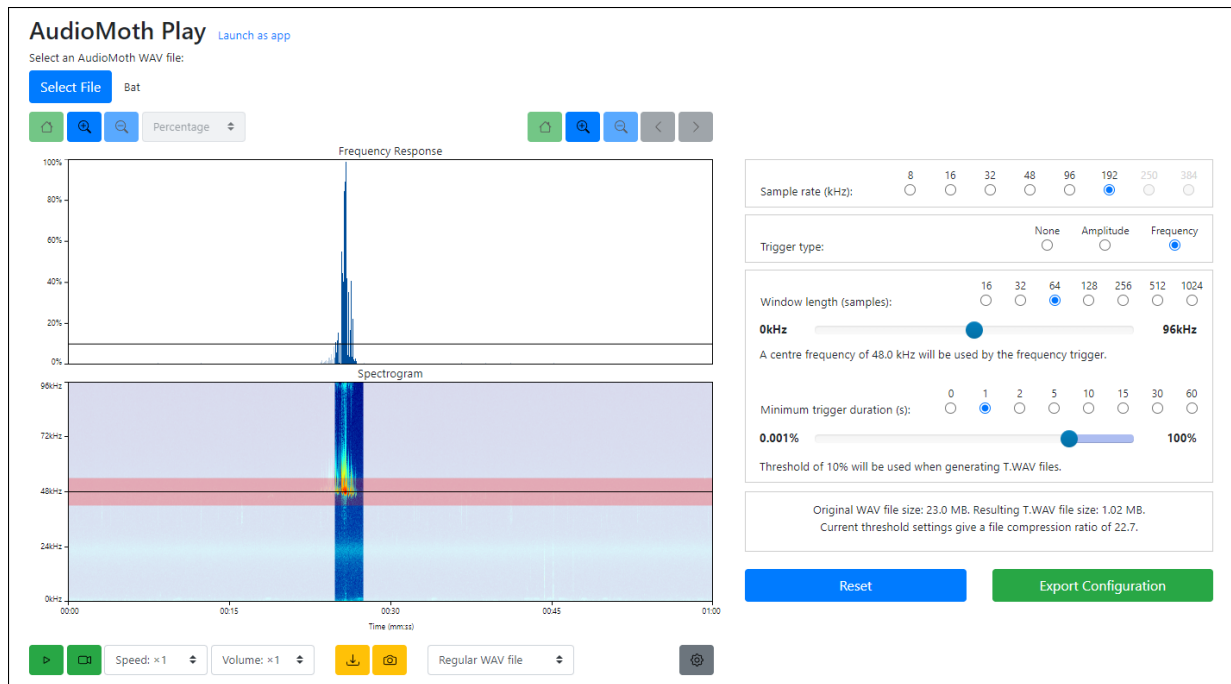 AudioMoth Play Launch as app
Select an AudioMoth WAV file:
Select File Bat
Percentage
Frequency Response
100%
80%
60%
40%
20%
0%
Spectrogram
96kHz
72kHz
48kHz
24kHz
0kHz
00:00 00:15 00:30 00:45 01:00
Time (mm:ss)
Speed: ×1 Volume: ×1 Regular WAV file
8 16 32 48 96 192 250 384
Sample rate (kHz):
None Amplitude Frequency
Trigger type:
16 32 64 128 256 512 1024
Window length (samples):
0kHz 96kHz
A centre frequency of 48.0 kHz will be used by the frequency trigger.
0 1 2 5 10 15 30 60
Minimum trigger duration (s):
0.001% 100%
Threshold of 10% will be used when generating T.WAV files.
Original WAV file size: 23.0 MB. Resulting T.WAV file size: 1.02 MB.
Current threshold settings give a file compression ratio of 22.7.
Reset Export Configuration